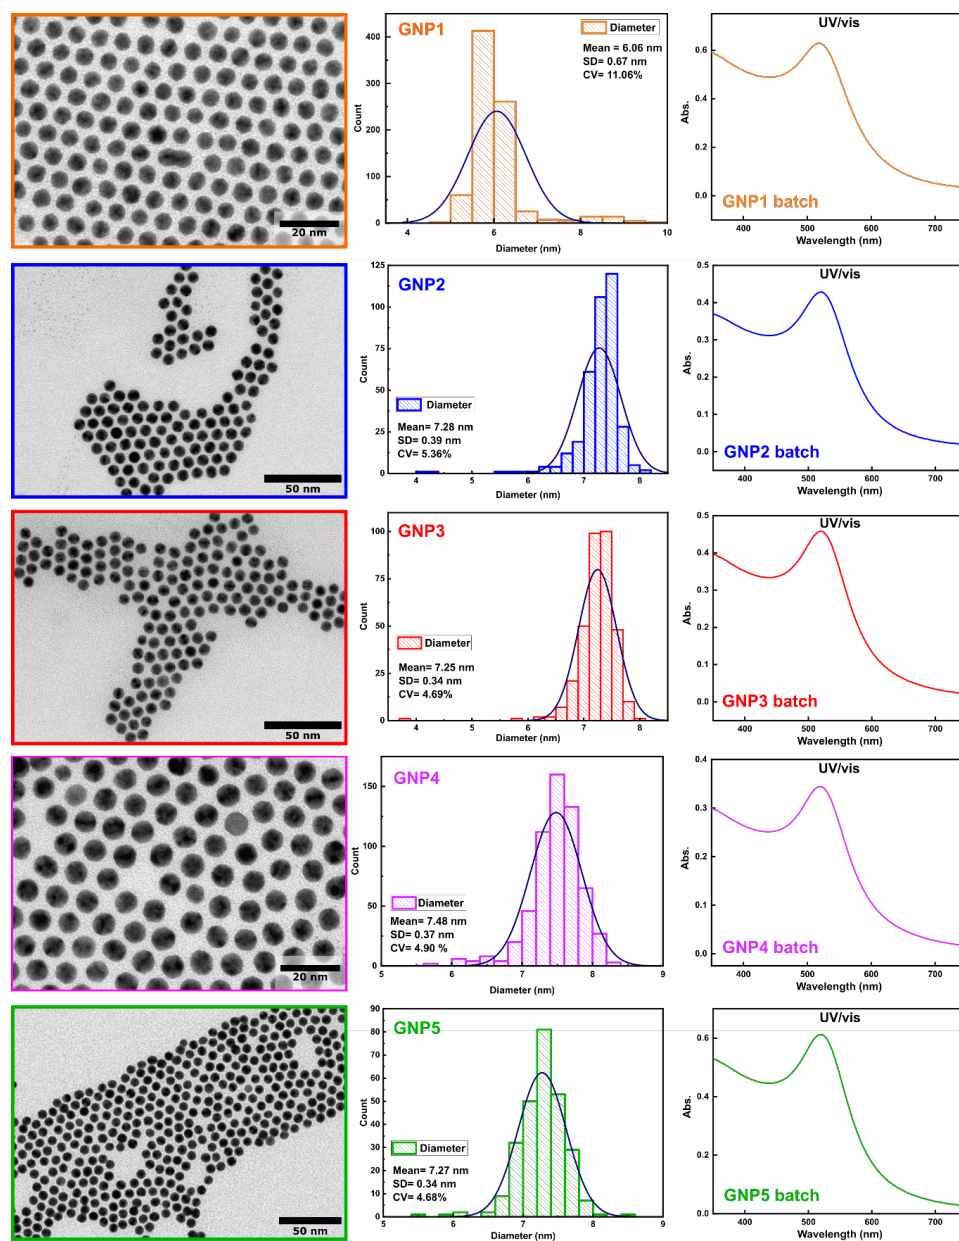 20 nm
GNP1
Diameter
Mean = 6.06 nm
SD= 0.67 nm
CV= 11.06%
400
300
200
100
0
Count
4
6
8
10
Diameter (nm)
UV/vis
0.6
0.4
0.2
0.0
Abs.
GNP1 batch
400
500
600
700
Wavelength (nm)
50 nm
GNP2
125
100
75
50
25
0
Count
Diameter
Mean= 7.28 nm
SD= 0.39 nm
CV= 5.36%
4
5
6
7
8
Diameter (nm)
UV/vis
0.5
0.4
0.3
0.2
0.1
0.0
Abs.
GNP2 batch
400
500
600
700
Wavelength (nm)
50 nm
GNP3
100
75
50
25
0
Count
Diameter
Mean= 7.25 nm
SD= 0.34 nm
CV= 4.69%
4
5
6
7
8
Diameter (nm)
UV/vis
0.5
0.4
0.3
0.2
0.1
0.0
Abs.
GNP3 batch
400
500
600
700
Wavelength (nm)
20 nm
GNP4
150
100
50
0
Count
Diameter
Mean= 7.48 nm
SD= 0.37 nm
CV= 4.90 %
5
6
7
8
9
Diameter (nm)
UV/vis
0.4
0.3
0.2
0.1
0.0
Abs.
GNP4 batch
400
500
600
700
Wavelength (nm)
50 nm
GNP5
90
80
70
60
50
40
30
20
10
0
Count
Diameter
Mean= 7.27 nm
SD= 0.34 nm
CV= 4.68%
5
6
7
8
9
Diameter (nm)
UV/vis
0.6
0.4
0.2
0.0
Abs.
GNP5 batch
400
500
600
700
Wavelength (nm)